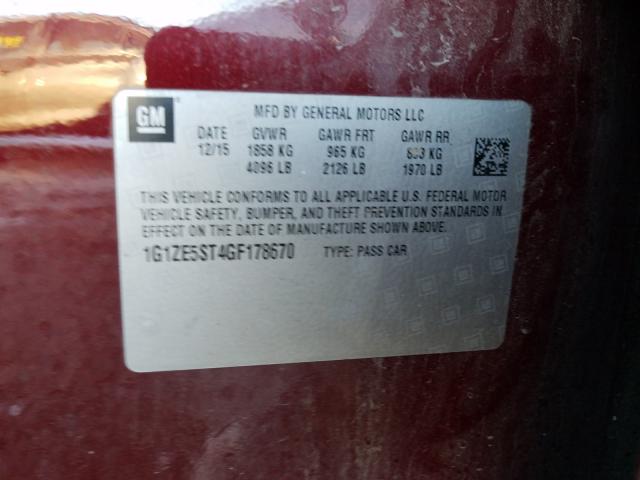 GM
MFD BY GENERAL MOTORS LLC
DATE GVWR GAWR FRT GAWR RR
12/15 1858 KG 965 KG 893 KG
4096 LB 2126 LB 1970 LB
THIS VEHICLE CONFORMS TO ALL APPLICABLE U.S. FEDERAL MOTOR
VEHICLE SAFETY, BUMPER, AND THEFT PREVENTION STANDARDS IN
EFFECT ON THE DATE OF MANUFACTURE SHOWN ABOVE.
1G1ZE5ST4GF178670 TYPE: PASS CAR